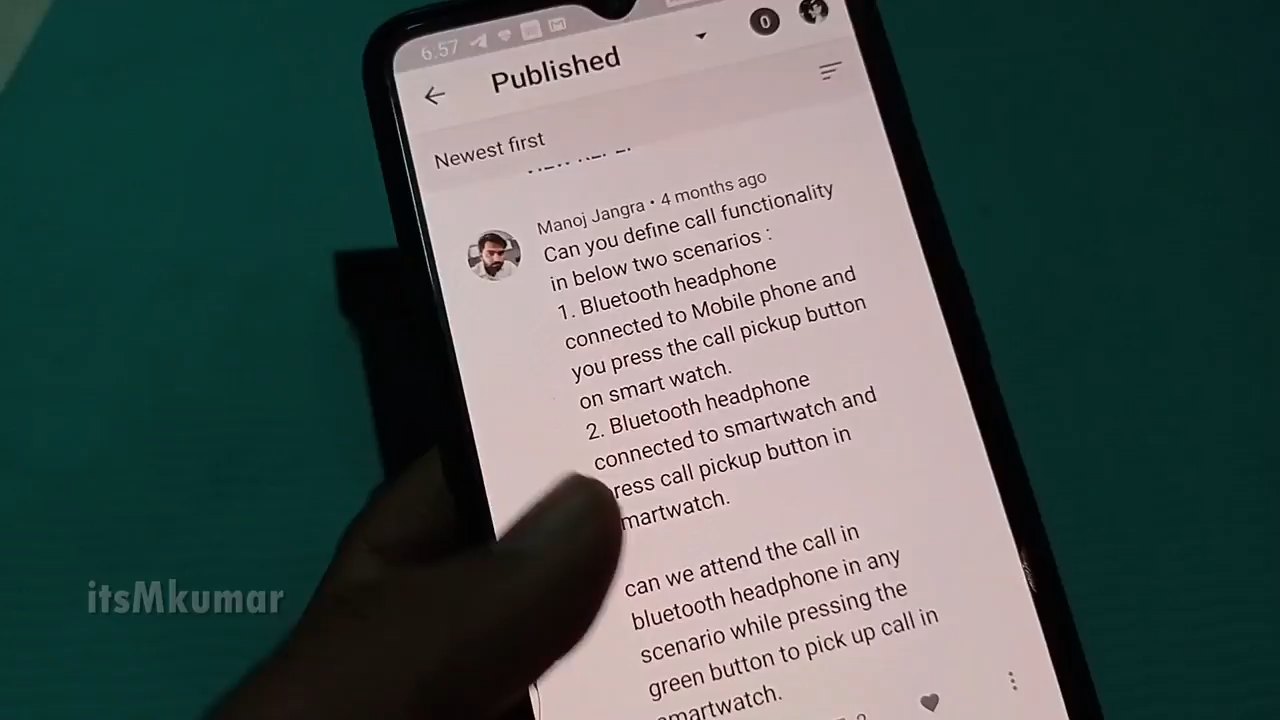 6.57
Published
0
Newest first
Manoj Jangra • 4 months ago
Can you define call functionality
in below two scenarios :
1. Bluetooth headphone
connected to Mobile phone and
you press the call pickup button
on smart watch.
2. Bluetooth headphone
connected to smartwatch and
ress call pickup button in
martwatch.
can we attend the call in
bluetooth headphone in any
scenario while pressing the
green button to pick up call in
smartwatch.
itsMkumar